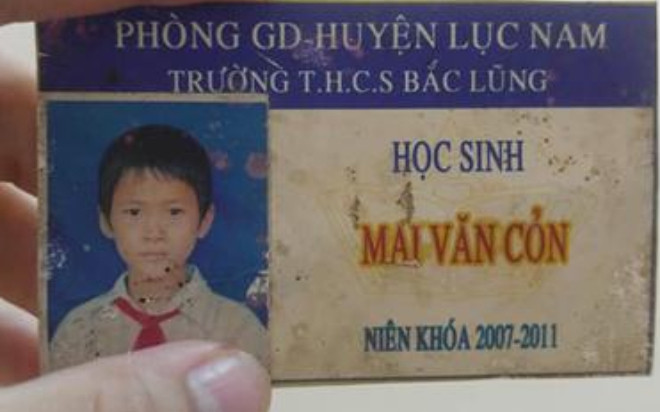 PHÒNG GD-HUYỆN LỤC NAM
TRƯỜNG T.H.C.S BẮC LŨNG
HỌC SINH
MAI VĂN CỎN
NIÊN KHÓA 2007-2011